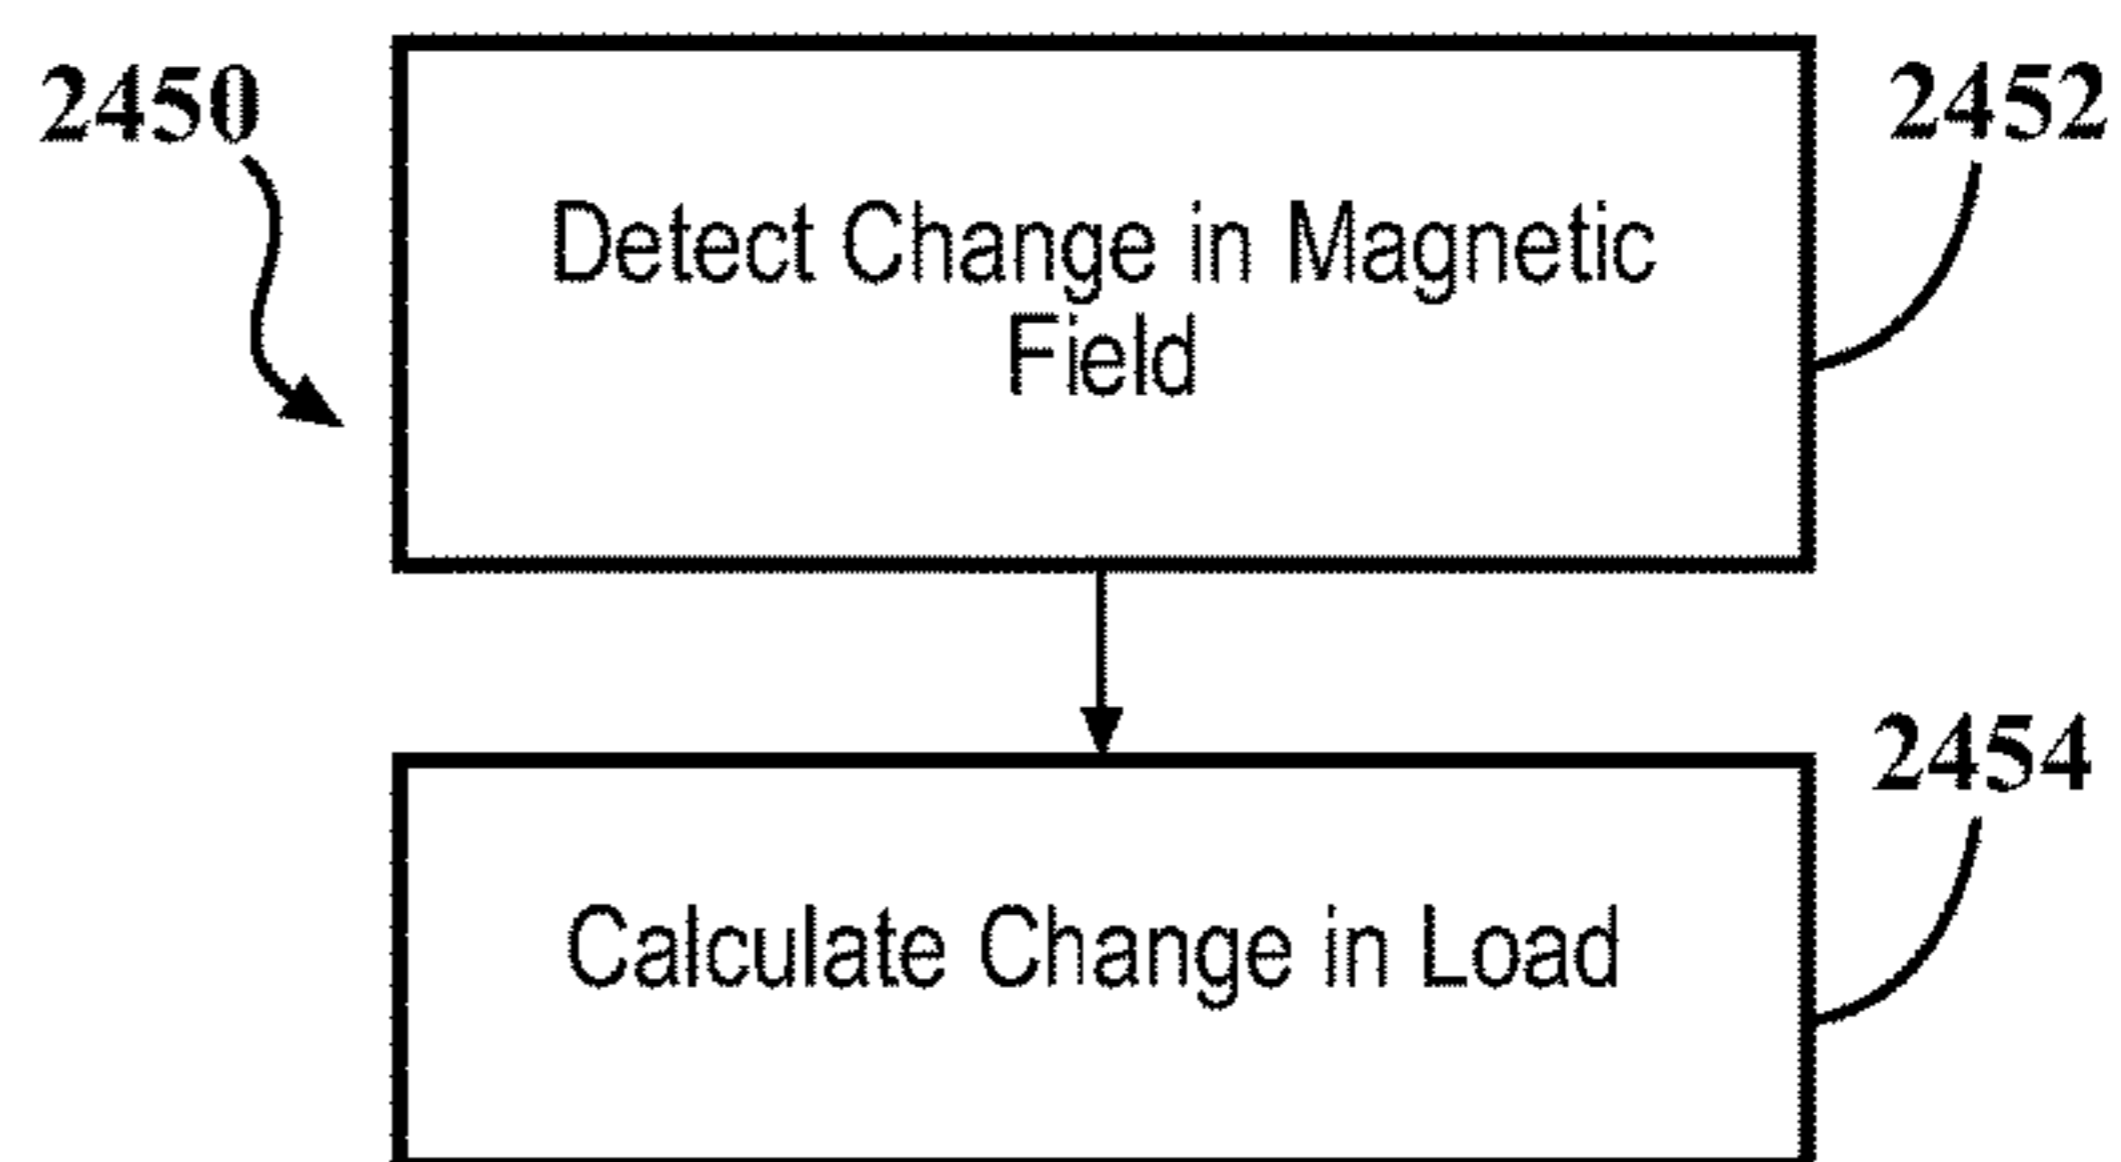 2450
2452
Detect Change in Magnetic
Field
2454
Calculate Change in Load